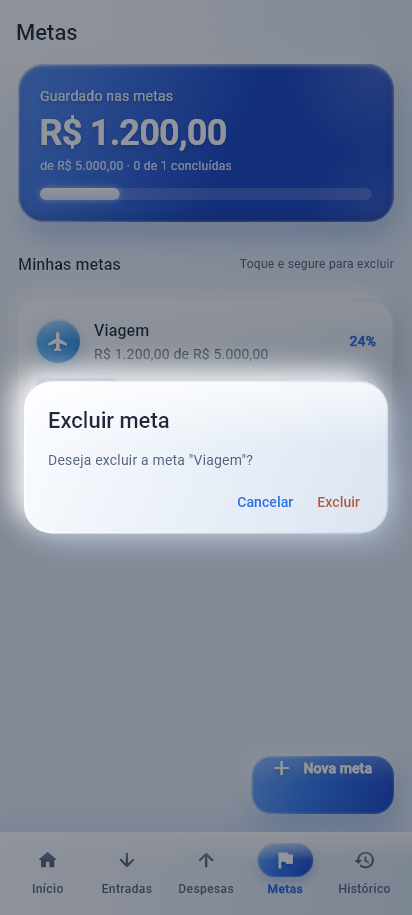 Metas
Guardado nas metas
R$ 1.200,00
de R$ 5.000,00 · 0 de 1 concluídas
Minhas metas
Toque e segure para excluir
Viagem
R$ 1.200,00 de R$ 5.000,00
24%
Excluir meta
Deseja excluir a meta "Viagem"?
Cancelar
Excluir
Nova meta
Início
Entradas
Despesas
Metas
Histórico